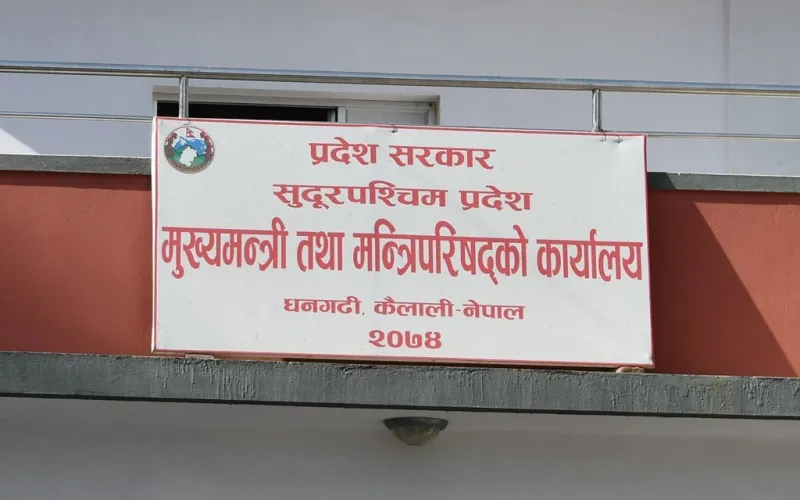 प्रदेश सरकार
सुदूरपश्चिम प्रदेश
मुख्यमन्त्री तथा मन्त्रिपरिषद्को कार्यालय
धनगढी, कैलाली-नेपाल
२०७४